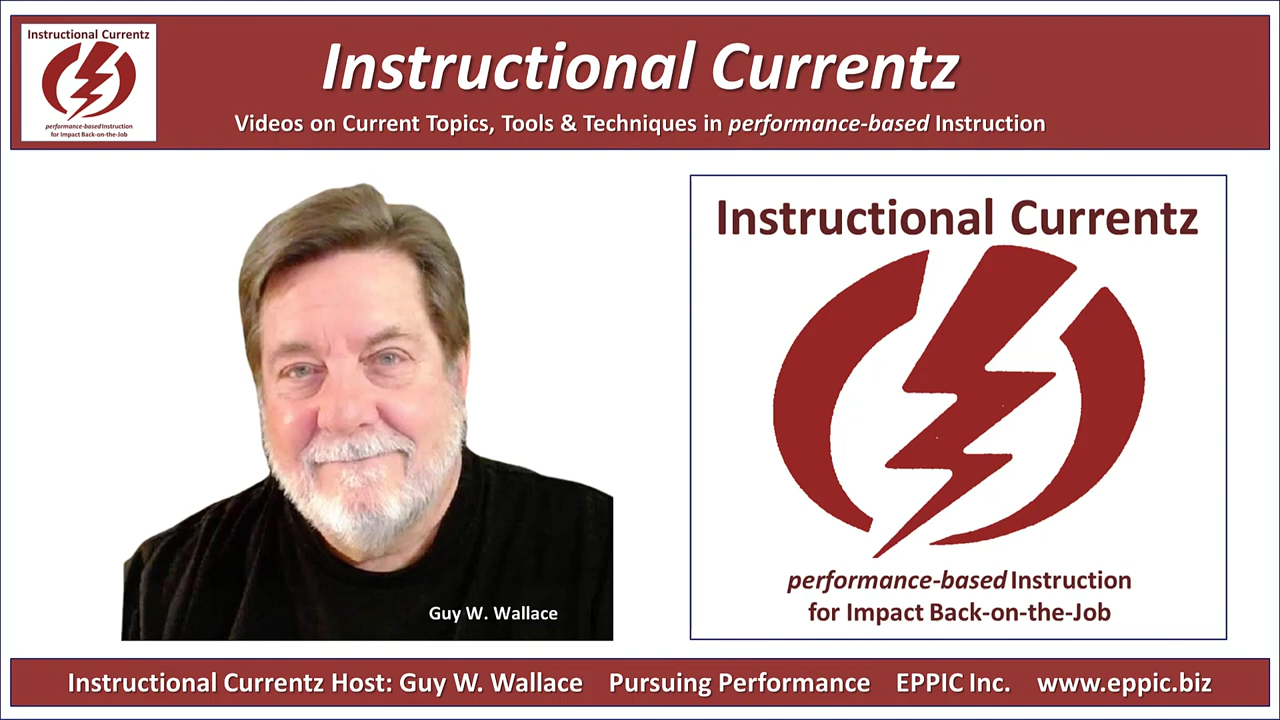 Instructional Currentz
performance-based Instruction
for Impact Back-on-the-Job
Instructional Currentz
Videos on Current Topics, Tools & Techniques in performance-based Instruction
Guy W. Wallace
Instructional Currentz
performance-based Instruction
for Impact Back-on-the-Job
Instructional Currentz Host: Guy W. Wallace Pursuing Performance EPPIC Inc. www.eppic.biz